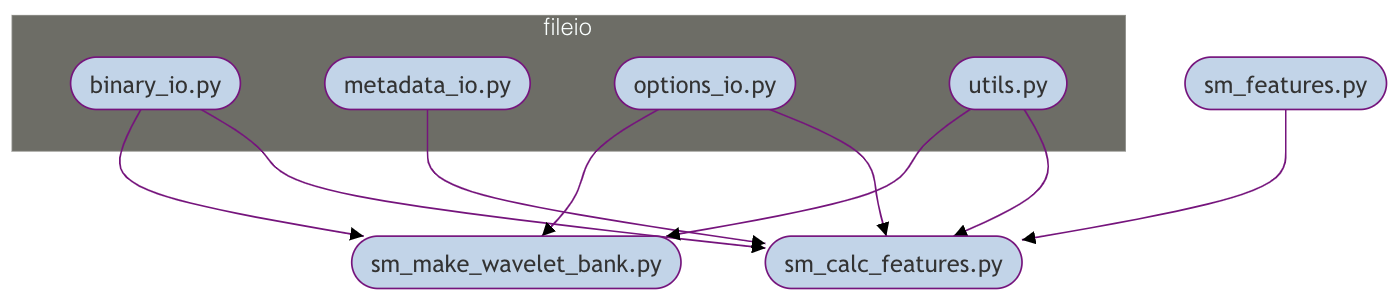 fileio
binary_io.py
metadata_io.py
options_io.py
utils.py
sm_features.py
sm_make_wavelet_bank.py
sm_calc_features.py